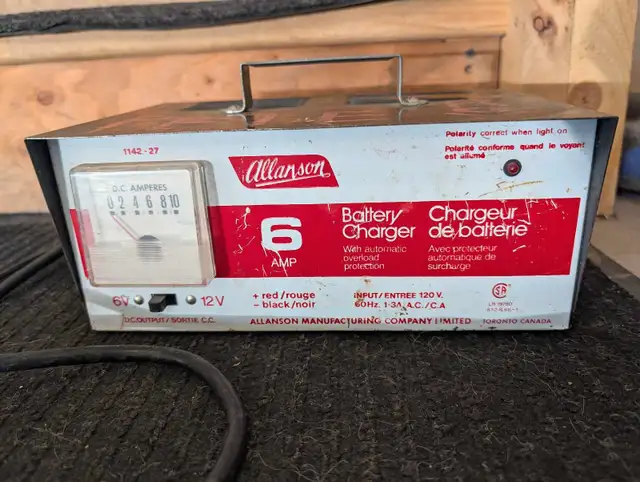 1142-27
Polarity correct when light on
Polarité conforme quand le voyant
est allumé
Allanson
D.C. AMPERES
0 2 4 6 8 10
6
AMP
Battery
Charger
With automatic
overload
protection
Chargeur
de batterie
Avec protecteur
automatique de
surcharge
6V
12V
D.C. OUTPUT / SORTIE C.C.
+ red/rouge
- black/noir
INPUT/ENTREE 120 V.
60Hz. 1·3A. A.C./C.A
ALLANSON MANUFACTURING COMPANY LIMITED TORONTO CANADA